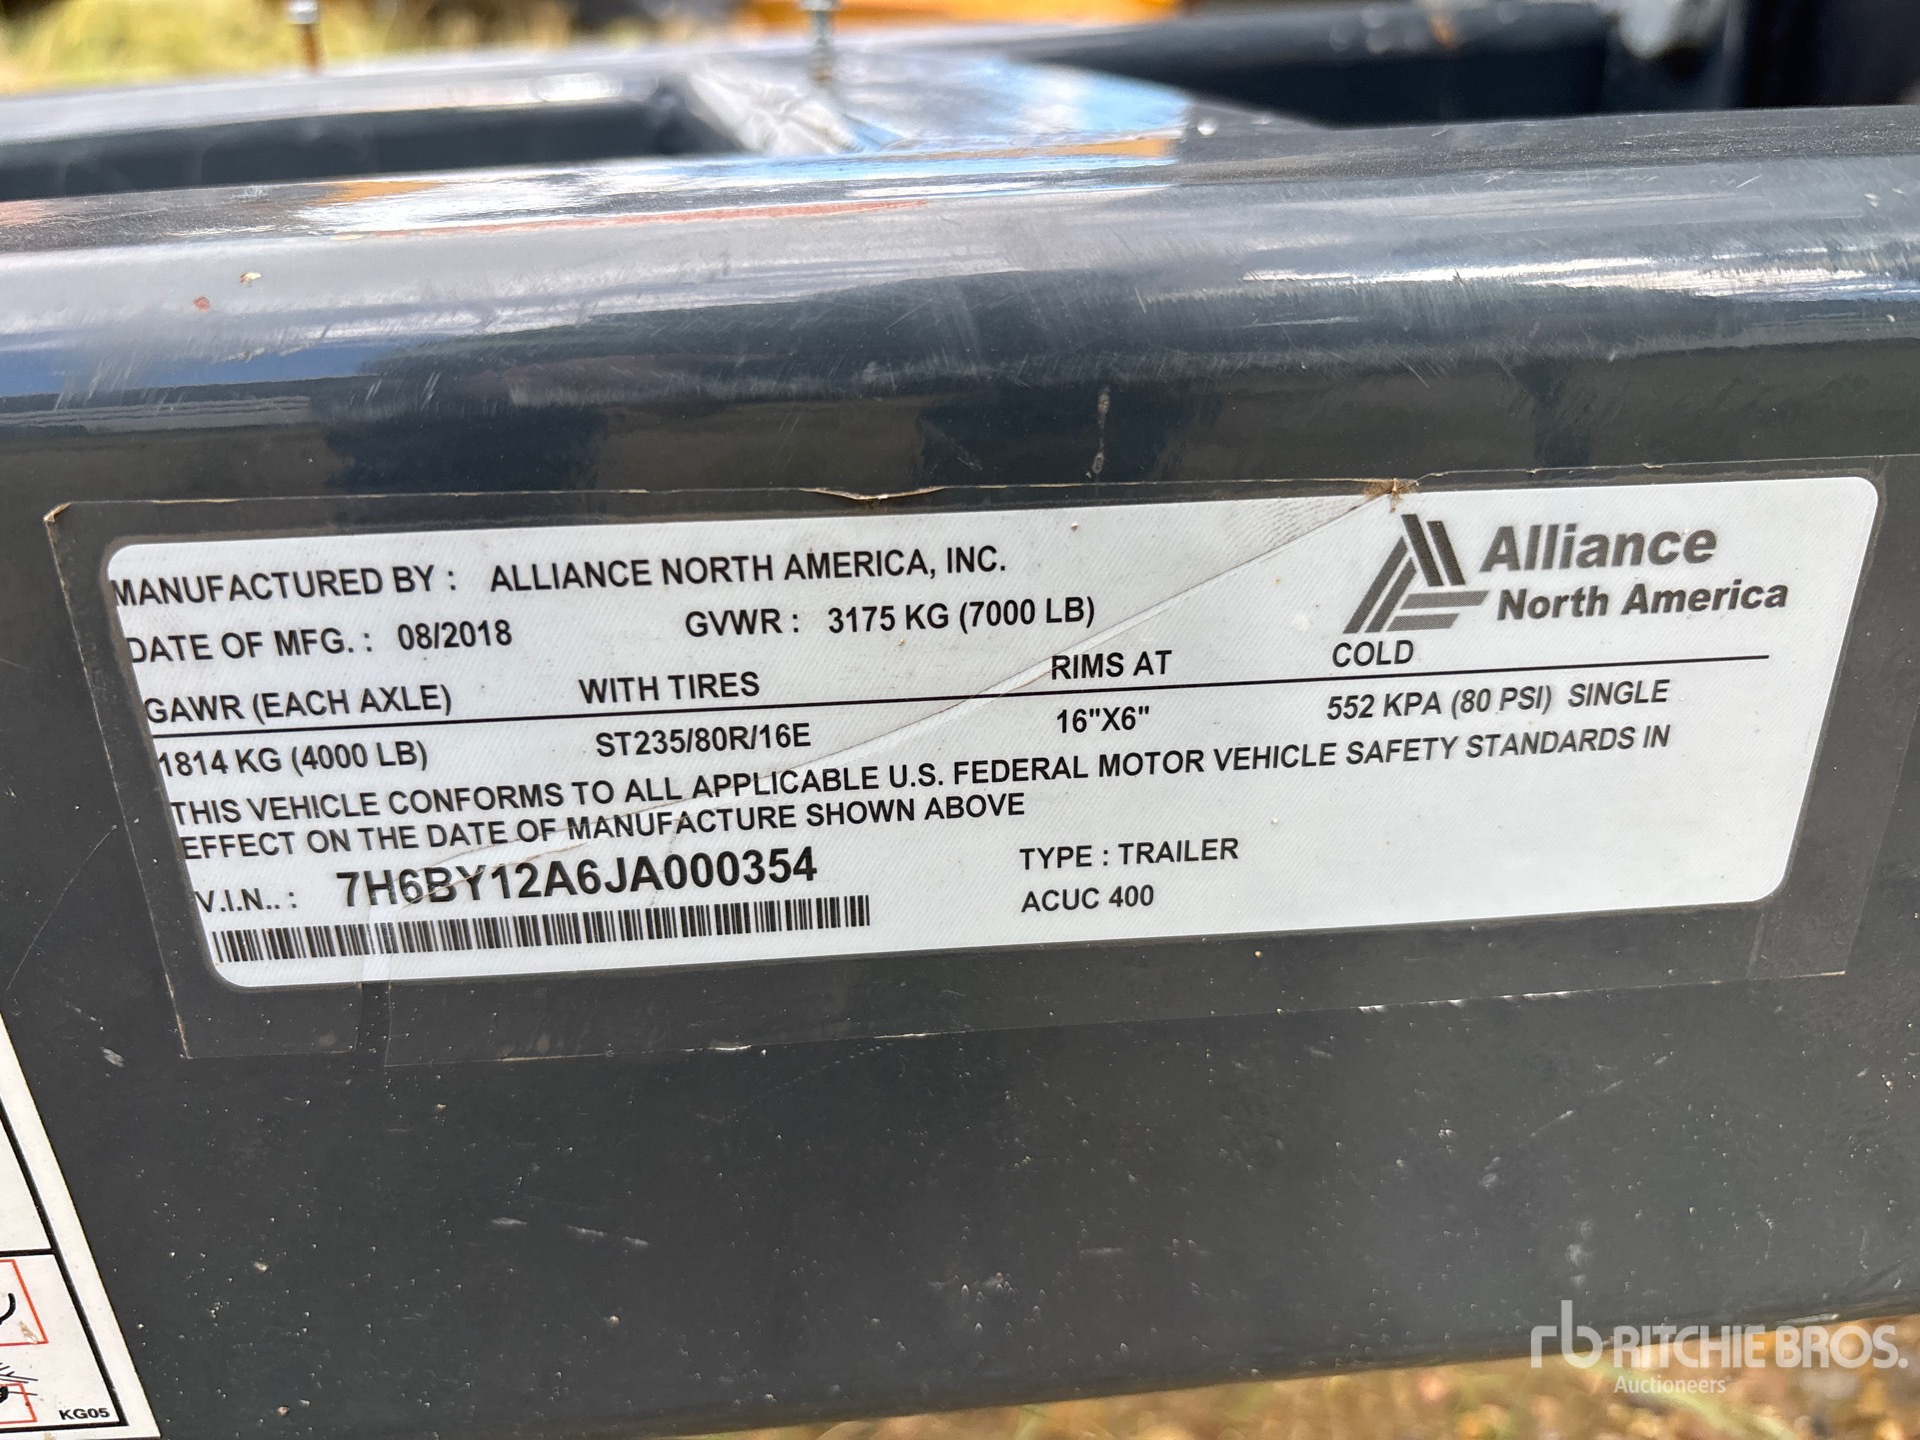 MANUFACTURED BY : ALLIANCE NORTH AMERICA, INC.
DATE OF MFG. : 08/2018 GVWR : 3175 KG (7000 LB)
Alliance
North America
GAWR (EACH AXLE) WITH TIRES RIMS AT COLD
1814 KG (4000 LB) ST235/80R/16E 16"X6" 552 KPA (80 PSI) SINGLE
THIS VEHICLE CONFORMS TO ALL APPLICABLE U.S. FEDERAL MOTOR VEHICLE SAFETY STANDARDS IN
EFFECT ON THE DATE OF MANUFACTURE SHOWN ABOVE
V.I.N.. : 7H6BY12A6JA000354
TYPE : TRAILER
ACUC 400
KG05
rb RITCHIE BROS.
Auctioneers